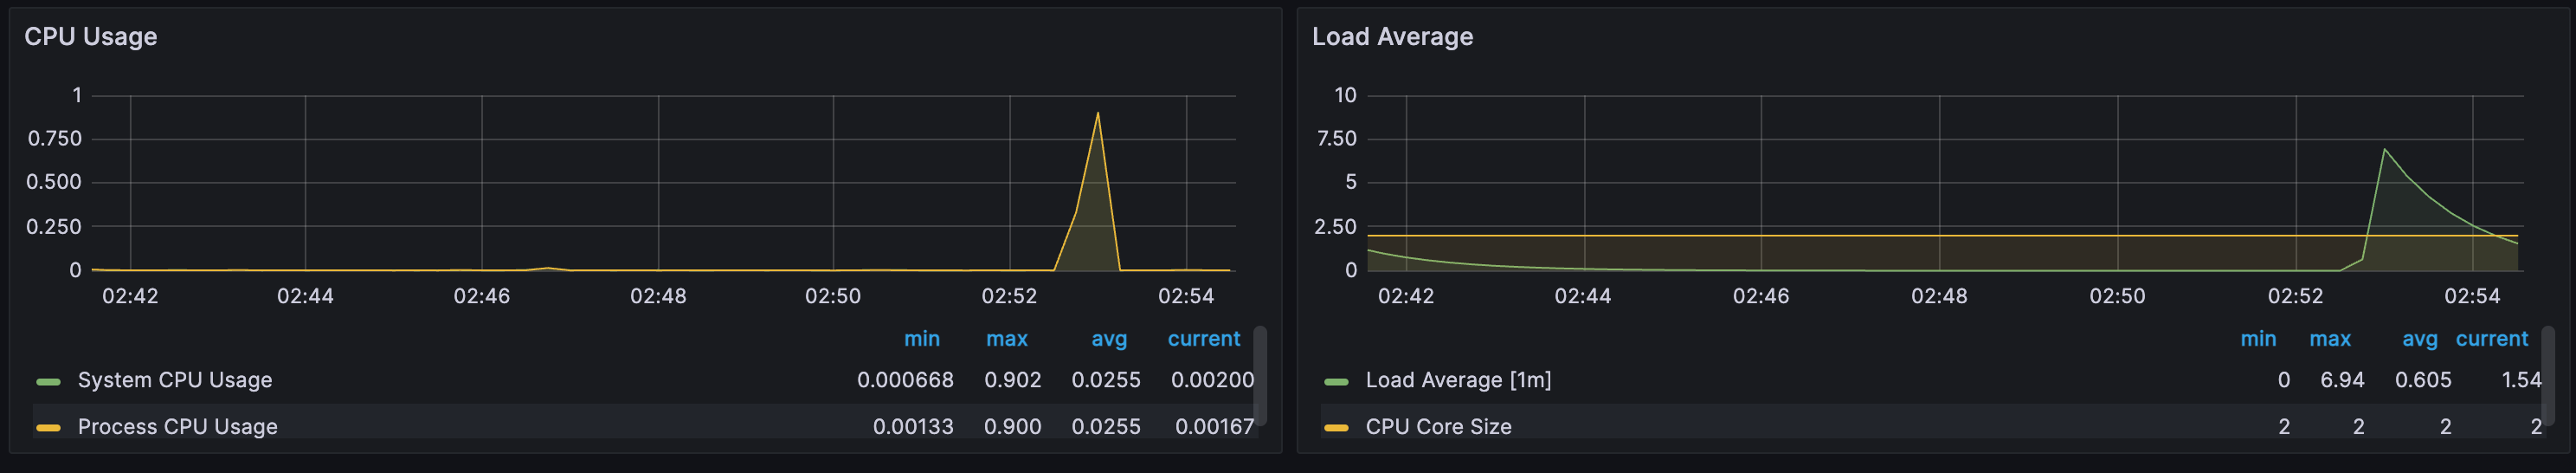 CPU Usage
1
0.750
0.500
0.250
0
02:42 02:44 02:46 02:48 02:50 02:52 02:54
min max avg current
System CPU Usage 0.000668 0.902 0.0255 0.00200
Process CPU Usage 0.00133 0.900 0.0255 0.00167
Load Average
10
7.50
5
2.50
0
02:42 02:44 02:46 02:48 02:50 02:52 02:54
min max avg current
Load Average [1m] 0 6.94 0.605 1.54
CPU Core Size 2 2 2 2